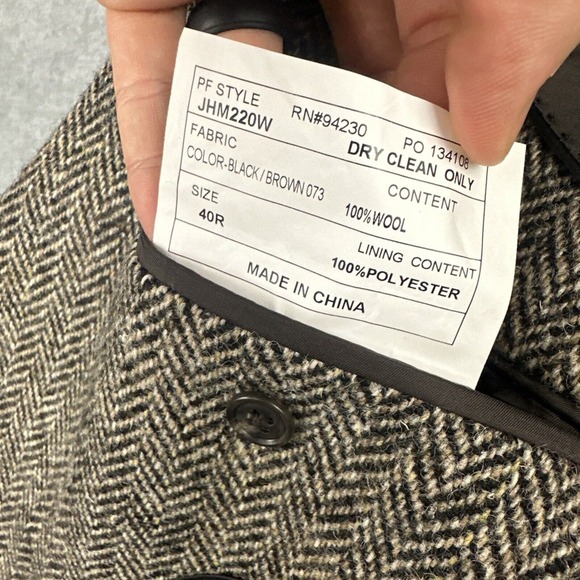 PF STYLE RN#94230 PO 134108
JHM220W DRY CLEAN ONLY
FABRIC CONTENT
COLOR-BLACK/BROWN 073 100%WOOL
SIZE LINING CONTENT
40R 100%POLYESTER
MADE IN CHINA